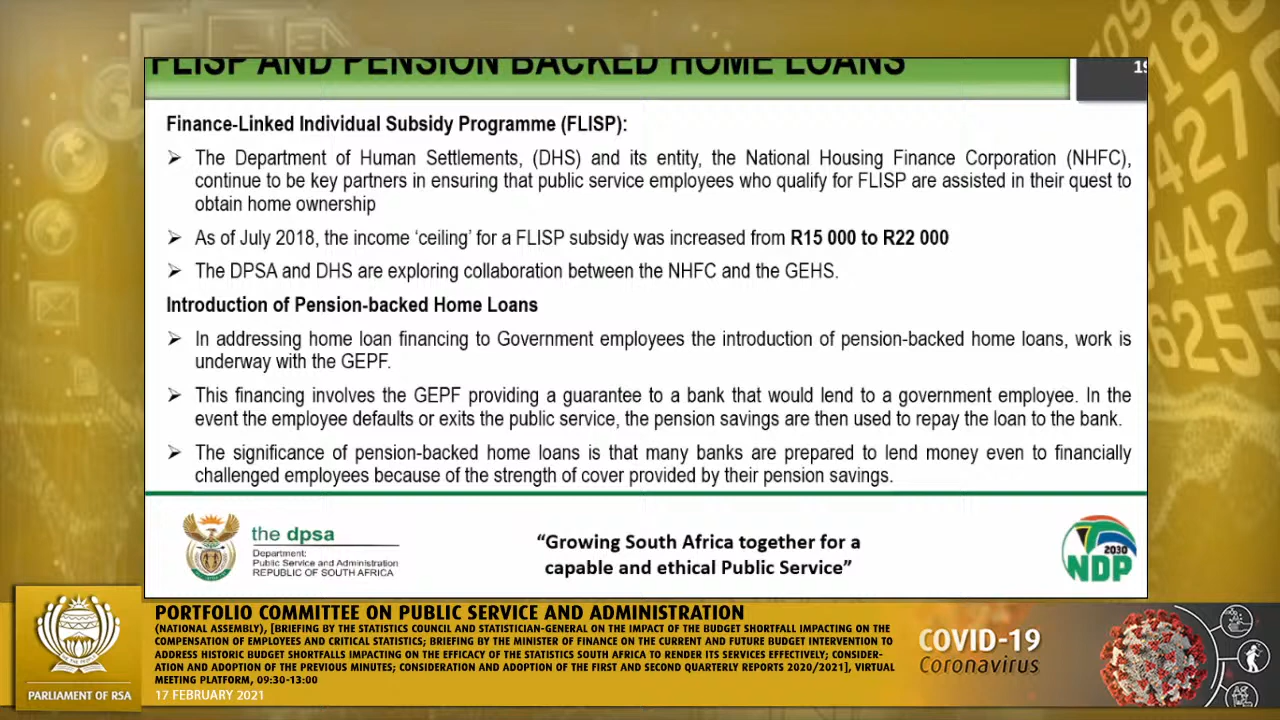 FLISP AND PENSION BACKED HOME LOANS
19
Finance-Linked Individual Subsidy Programme (FLISP):
➢ The Department of Human Settlements, (DHS) and its entity, the National Housing Finance Corporation (NHFC),
continue to be key partners in ensuring that public service employees who qualify for FLISP are assisted in their quest to
obtain home ownership
➢ As of July 2018, the income ‘ceiling’ for a FLISP subsidy was increased from R15 000 to R22 000
➢ The DPSA and DHS are exploring collaboration between the NHFC and the GEHS.
Introduction of Pension-backed Home Loans
➢ In addressing home loan financing to Government employees the introduction of pension-backed home loans, work is
underway with the GEPF.
➢ This financing involves the GEPF providing a guarantee to a bank that would lend to a government employee. In the
event the employee defaults or exits the public service, the pension savings are then used to repay the loan to the bank.
➢ The significance of pension-backed home loans is that many banks are prepared to lend money even to financially
challenged employees because of the strength of cover provided by their pension savings.
the dpsa
Department:
Public Service and Administration
REPUBLIC OF SOUTH AFRICA
“Growing South Africa together for a
capable and ethical Public Service”
2030
NDP
PORTFOLIO COMMITTEE ON PUBLIC SERVICE AND ADMINISTRATION
(NATIONAL ASSEMBLY), [BRIEFING BY THE STATISTICS COUNCIL AND STATISTICIAN-GENERAL ON THE IMPACT OF THE BUDGET SHORTFALL IMPACTING ON THE
COMPENSATION OF EMPLOYEES AND CRITICAL STATISTICS; BRIEFING BY THE MINISTER OF FINANCE ON THE CURRENT AND FUTURE BUDGET INTERVENTION TO
ADDRESS HISTORIC BUDGET SHORTFALLS IMPACTING ON THE EFFICACY OF THE STATISTICS SOUTH AFRICA TO RENDER ITS SERVICES EFFECTIVELY; CONSIDER-
ATION AND ADOPTION OF THE PREVIOUS MINUTES; CONSIDERATION AND ADOPTION OF THE FIRST AND SECOND QUARTERLY REPORTS 2020/2021], VIRTUAL
MEETING PLATFORM, 09:30-13:00
17 FEBRUARY 2021
PARLIAMENT OF RSA
COVID-19
Coronavirus